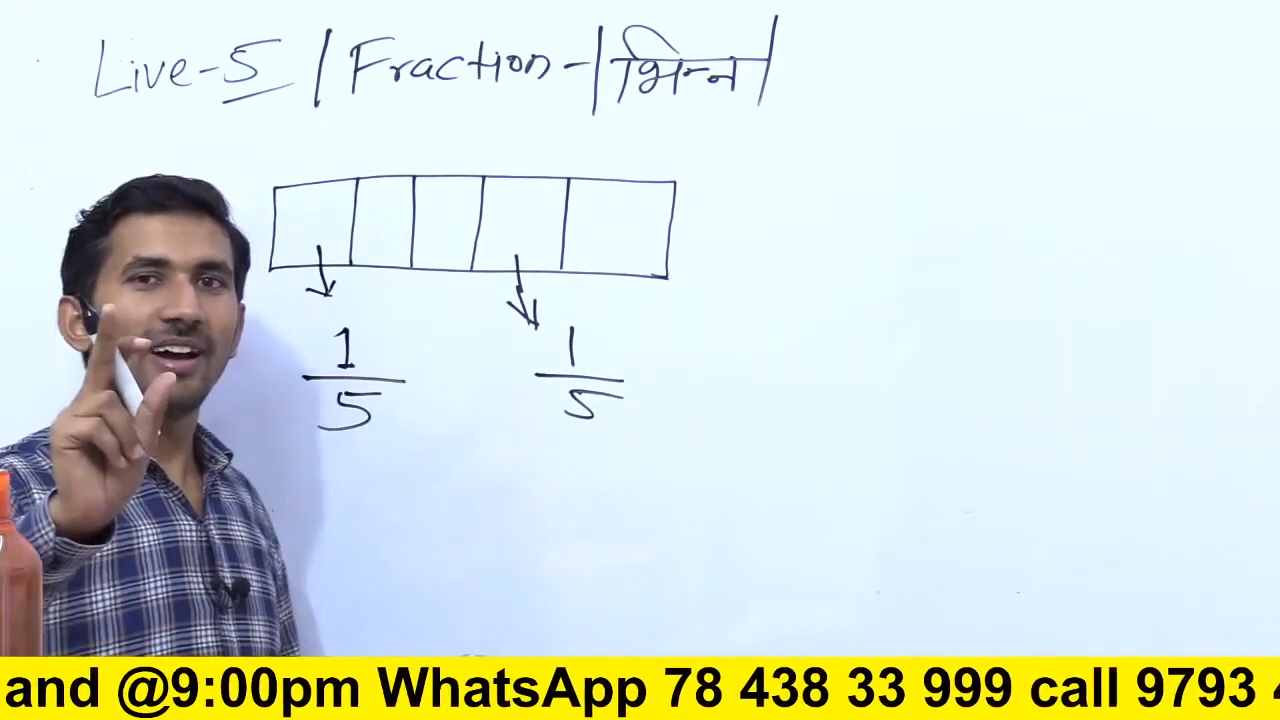 Live-5 | Fraction - | भिन्न |
1 1
5 5
and @9:00pm WhatsApp 78 438 33 999 call 9793